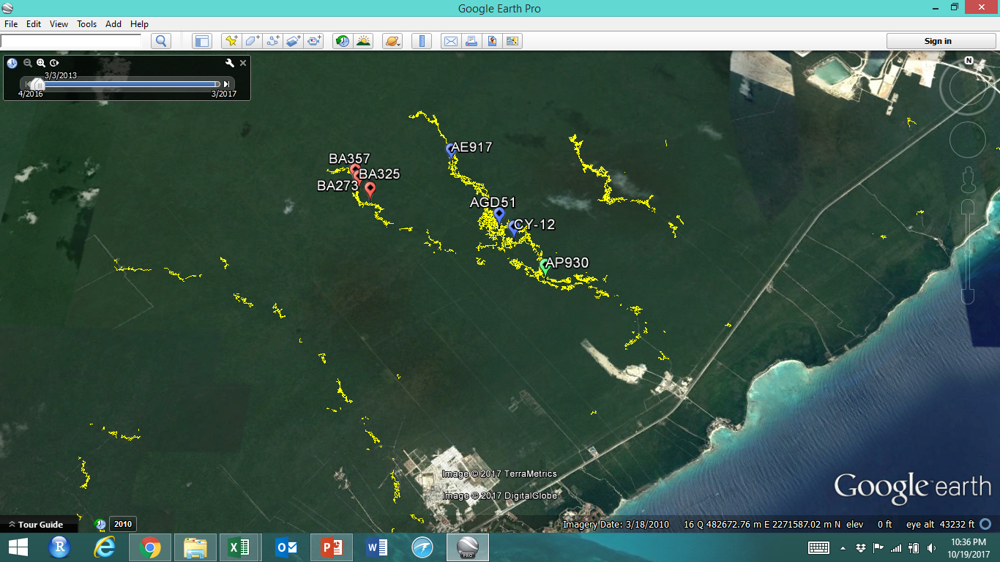 Google Earth Pro
File Edit View Tools Add Help
Sign in
3/3/2013
4/2016 3/2017
N
AE917
BA357
BA325
BA273
AGD51
CY-12
AP930
Image © 2017 TerraMetrics
Image © 2017 DigitalGlobe
Google earth
Tour Guide
2010
Imagery Date: 3/18/2010 16 Q 482672.76 m E 2271587.02 m N elev 0 ft eye alt 43232 ft
R
PRO
10:36 PM
10/19/2017